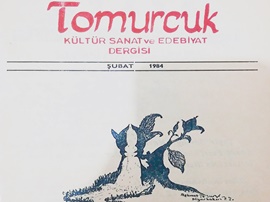 Tomurcuk
KÜLTÜR SANAT ve EDEBİYAT
DERGİSİ
ŞUBAT 1984